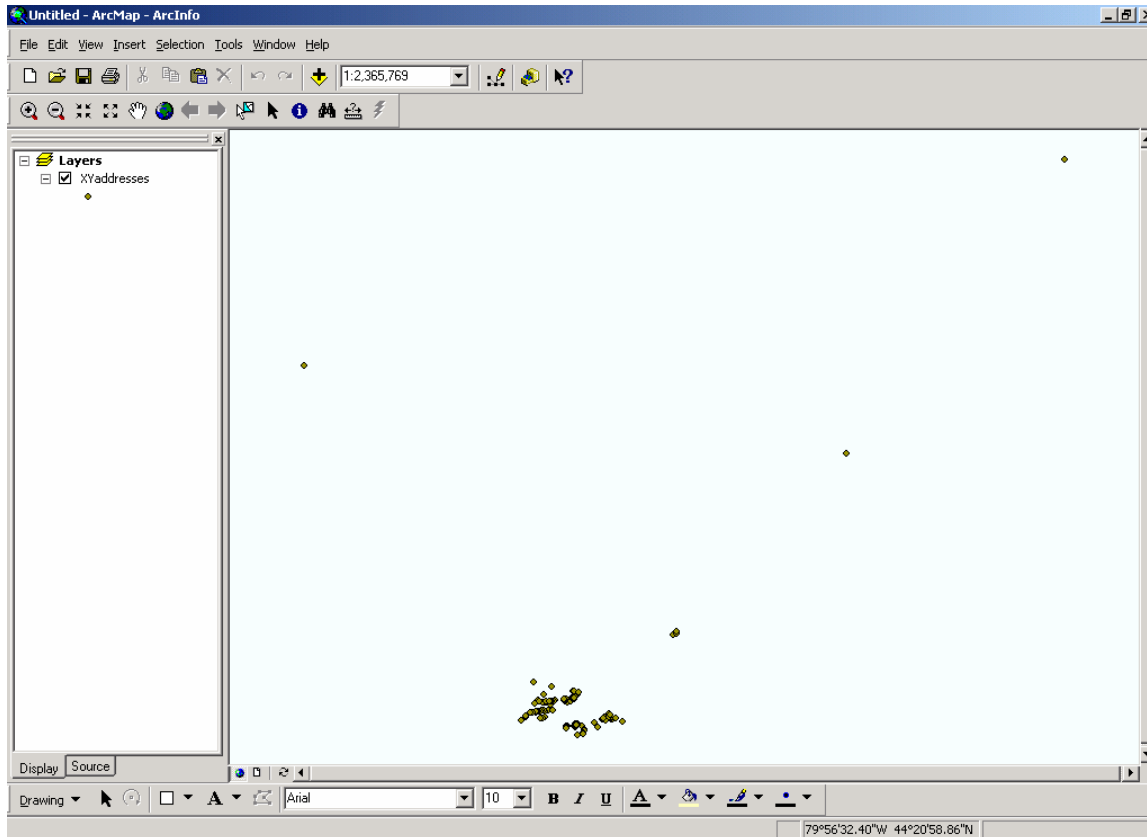 Untitled - ArcMap - ArcInfo
File Edit View Insert Selection Tools Window Help
1:2,365,769
Layers
XYaddresses
Display Source
Drawing A Arial 10 B I U A
79°56'32.40"W 44°20'58.86"N